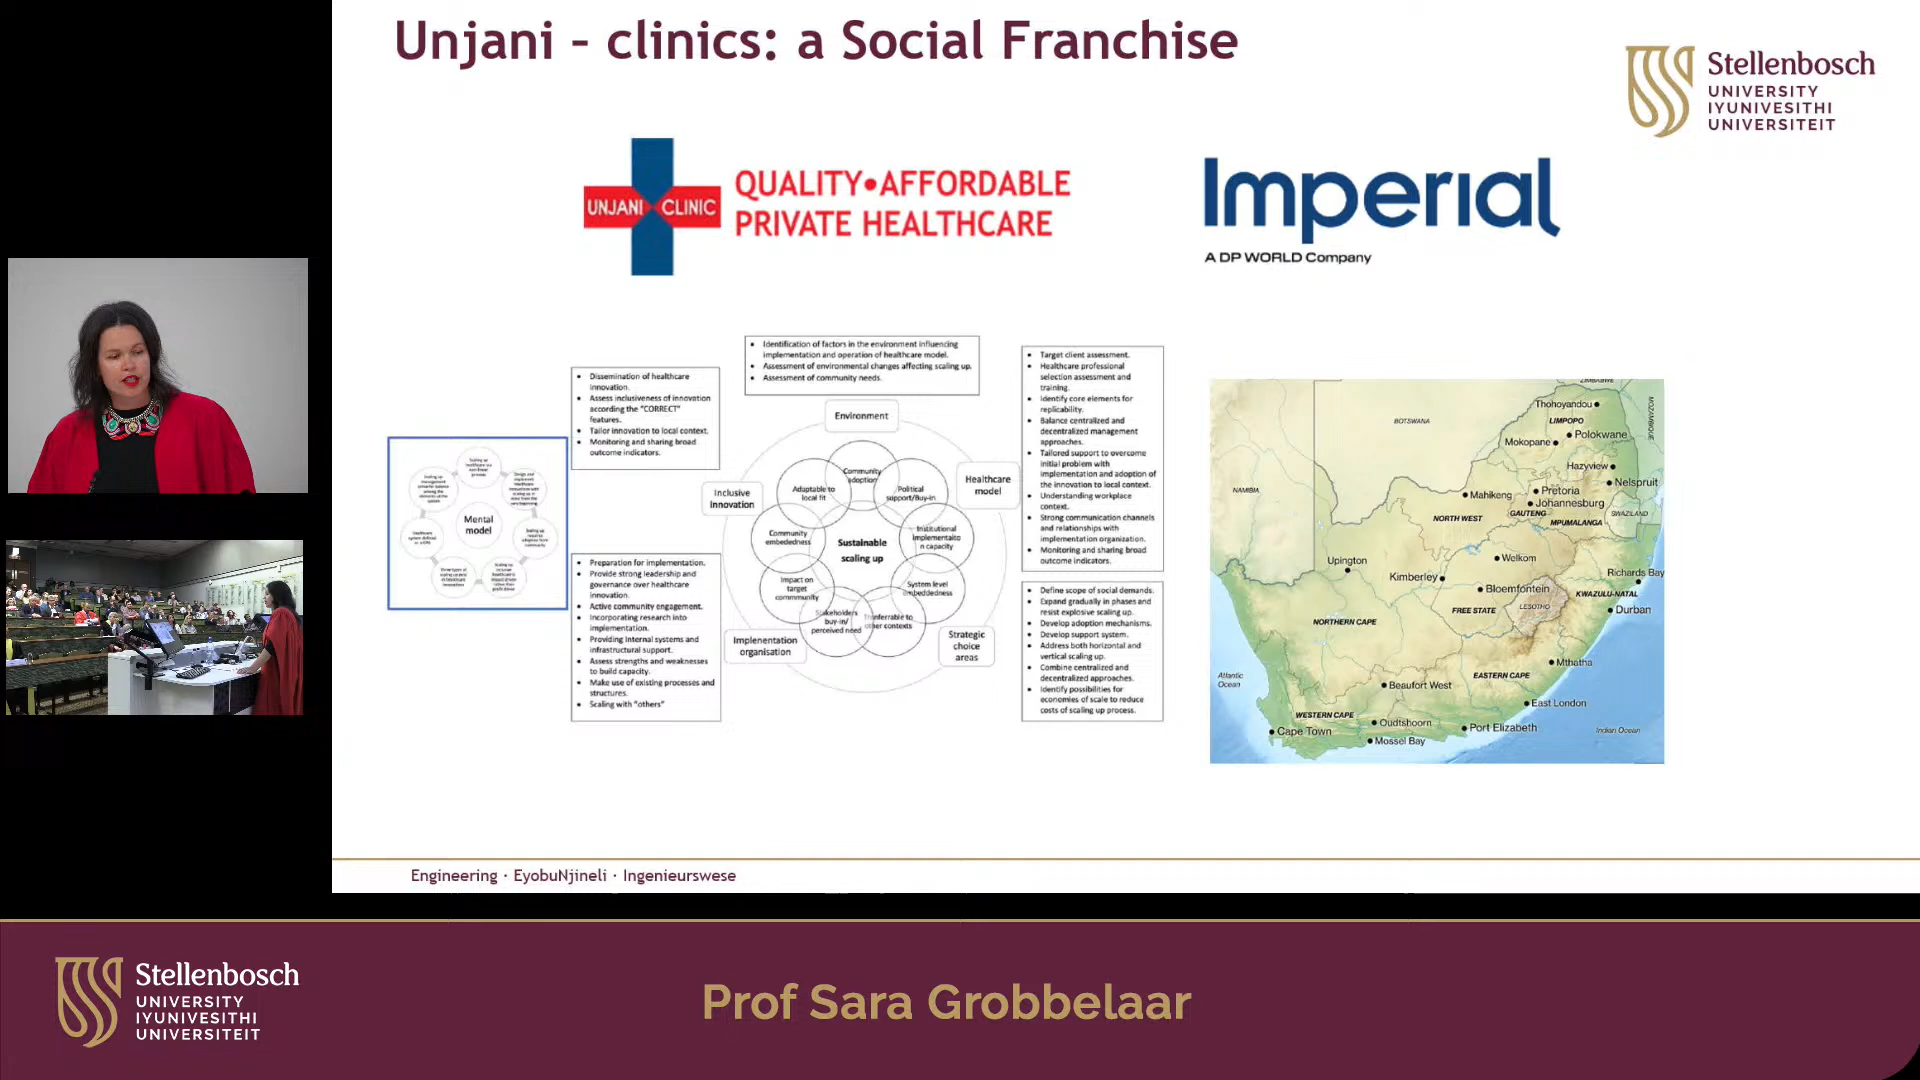 Unjani - clinics: a Social Franchise
Stellenbosch
UNIVERSITY
IYUNIVESITHI
UNIVERSITEIT
UNJANI CLINIC
QUALITY•AFFORDABLE
PRIVATE HEALTHCARE
Imperial
A DP WORLD Company
• Identification of factors in the environment influencing
implementation and operation of healthcare model.
• Assessment of environmental changes affecting scaling up.
• Assessment of community needs.
• Dissemination of healthcare
innovation.
• Assess inclusiveness of innovation
according the "CORRECT"
features.
• Tailor innovation to local context.
• Monitoring and sharing broad
outcome indicators.
• Target client assessment.
• Healthcare professional
selection assessment and
training.
• Identify core elements for
replicability.
• Balance centralized and
decentralized management
approaches.
• Tailored support to overcome
initial problem with
implementation and adoption of
the innovation to local context.
• Understanding workplace
context.
• Strong communication channels
and relationships with
implementation organization.
• Monitoring and sharing broad
outcome indicators.
Mental
model
Environment
Inclusive
Innovation
Healthcare
model
Community
adoption
Adaptable to
local fit
Political
support/Buy-in
Community
embededness
Sustainable
scaling up
Institutional
implementaito
n capacity
Impact on
target
commmunity
System level
embeddedness
Stakeholders
buy-in/
perceived need
other contexts
Implenentation
organisation
Strategic
choice
areas
• Preparation for implementation.
• Provide strong leadership and
governance over healthcare
innovation.
• Active community engagement.
• Incorporating research into
implementation.
• Providing internal systems and
infrastructural support.
• Assess strengths and weaknesses
to build capacity.
• Make use of existing processes and
structures.
• Scaling with "others"
• Define scope of social demands.
• Expand gradually in phases and
resist explosive scaling up.
• Develop adoption mechanisms.
• Develop support system.
• Address both horizontal and
vertical scaling up.
• Combine centralized and
decentralized approaches.
• Identify possibilities for
economies of scale to reduce
costs of scaling up process.
ZIMBABWE
Thohoyandou
BOTSWANA
LIMPOPO
MOZAMBIQUE
Polokwane
Mokopane
Hazyview
Nelspruit
NAMIBIA
Mahikeng
Pretoria
Johannesburg
GAUTENG
SWAZILAND
NORTH WEST
MPUMALANGA
Welkom
Upington
Kimberley
Bloemfontein
Richards Bay
KWAZULU-NATAL
FREE STATE
LESOTHO
Durban
NORTHERN CAPE
Mthatha
Atlantic
Ocean
EASTERN CAPE
Beaufort West
East London
WESTERN CAPE
Oudtshoorn
Port Elizabeth
Cape Town
Mossel Bay
Indian Ocean
Engineering · EyobuNjineli · Ingenieurswese
Stellenbosch
UNIVERSITY
IYUNIVESITHI
UNIVERSITEIT
Prof Sara Grobbelaar